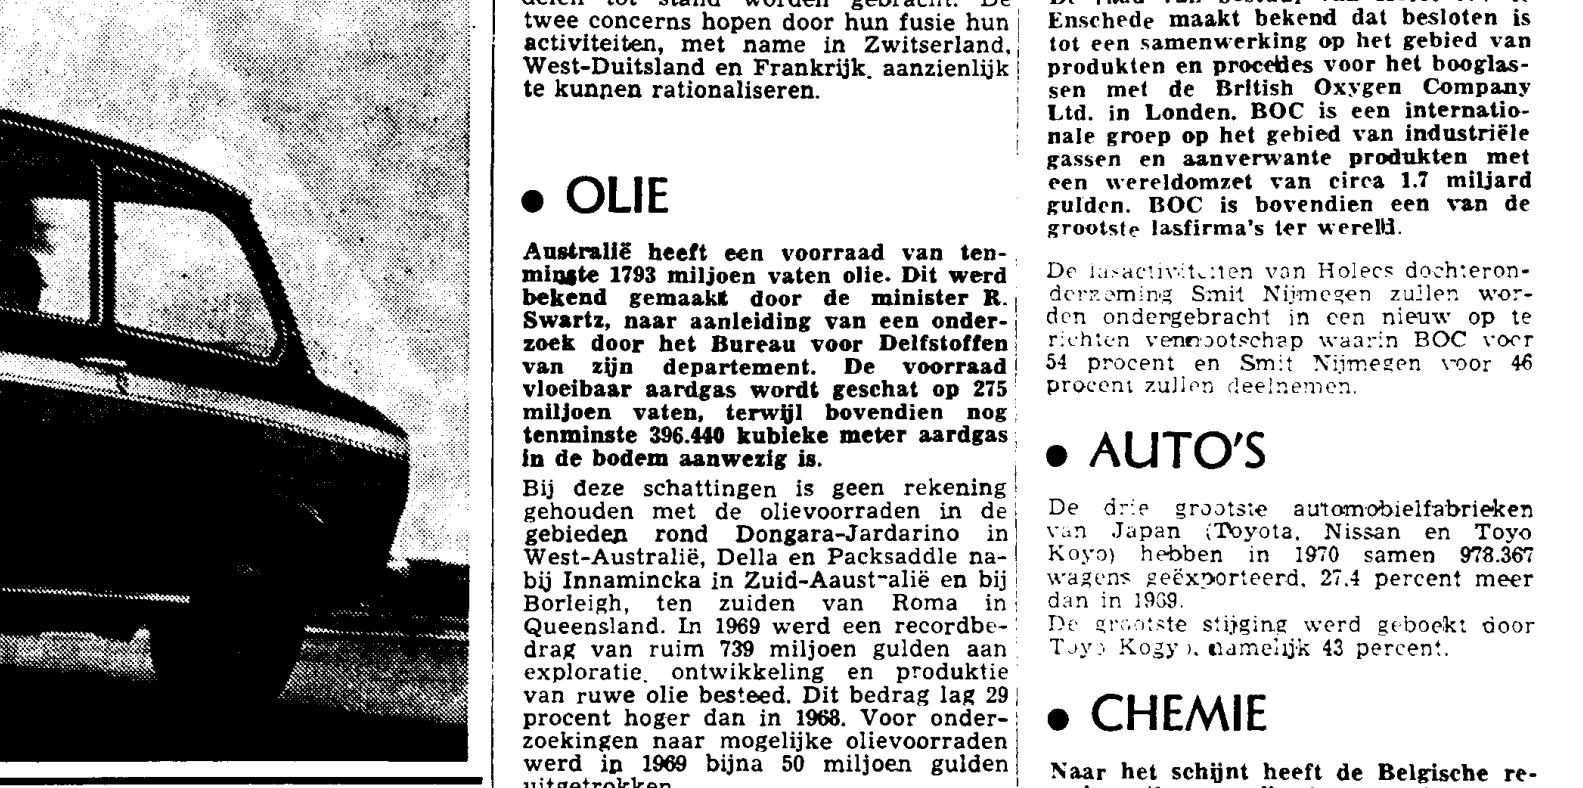 twee concerns hopen door hun fusie hun
activiteiten, met name in Zwitserland,
West-Duitsland en Frankrijk. aanzienlijk
te kunnen rationaliseren.
● OLIE
Australië heeft een voorraad van ten-
minste 1793 miljoen vaten olie. Dit werd
bekend gemaakt door de minister R.
Swartz, naar aanleiding van een onder-
zoek door het Bureau voor Delfstoffen
van zijn departement. De voorraad
vloeibaar aardgas wordt geschat op 275
miljoen vaten, terwijl bovendien nog
tenminste 396.440 kubieke meter aardgas
in de bodem aanwezig is.
Bij deze schattingen is geen rekening
gehouden met de olievoorraden in de
gebieden rond Dongara-Jardarino in
West-Australië, Della en Packsaddle na-
bij Innamincka in Zuid-Aaust-alië en bij
Borleigh, ten zuiden van Roma in
Queensland. In 1969 werd een recordbe-
drag van ruim 739 miljoen gulden aan
exploratie. ontwikkeling en produktie
van ruwe olie besteed. Dit bedrag lag 29
procent hoger dan in 1968. Voor onder-
zoekingen naar mogelijke olievoorraden
werd in 1969 bijna 50 miljoen gulden
uitgetrokken.
Enschede maakt bekend dat besloten is
tot een samenwerking op het gebied van
produkten en procedes voor het booglas-
sen met de British Oxygen Company
Ltd. in Londen. BOC is een internatio-
nale groep op het gebied van industriële
gassen en aanverwante produkten met
een wereldomzet van circa 1.7 miljard
gulden. BOC is bovendien een van de
grootste lasfirma's ter wereld.
De lasactiviteiten van Holecs dochteron-
derneming Smit Nijmegen zullen wor-
den ondergebracht in een nieuw op te
richten vennootschap waarin BOC voor
54 procent en Smit Nijmegen voor 46
procent zullen deelnemen.
● AUTO'S
De drie grootste automobielfabrieken
van Japan (Toyota, Nissan en Toyo
Koyo) hebben in 1970 samen 978.367
wagens geëxporteerd, 27.4 percent meer
dan in 1969.
De grootste stijging werd geboekt door
Toyo Kogyo, namelijk 43 percent.
● CHEMIE
Naar het schijnt heeft de Belgische re-